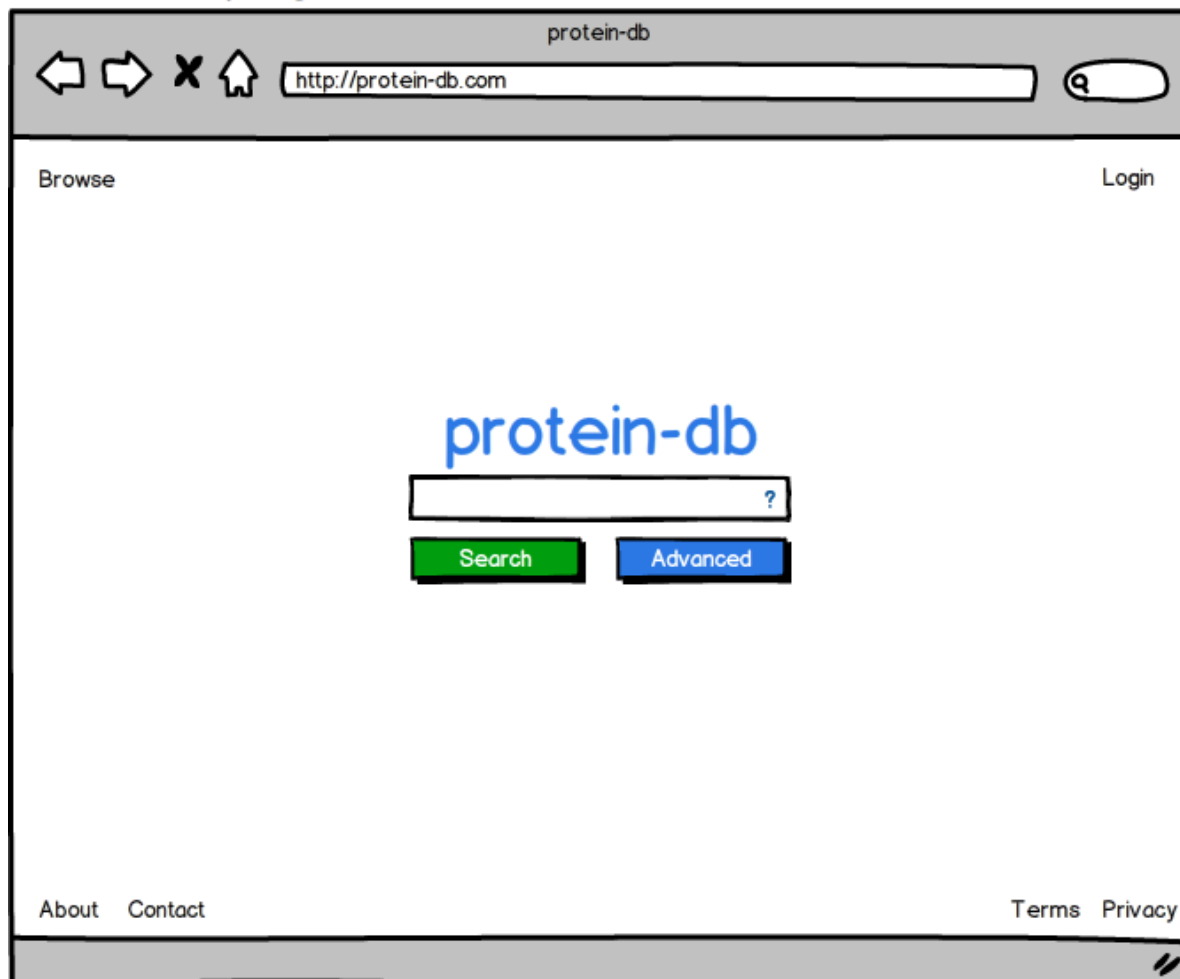 protein-db
http://protein-db.com
Browse Login
protein-db
?
Search Advanced
About Contact Terms Privacy